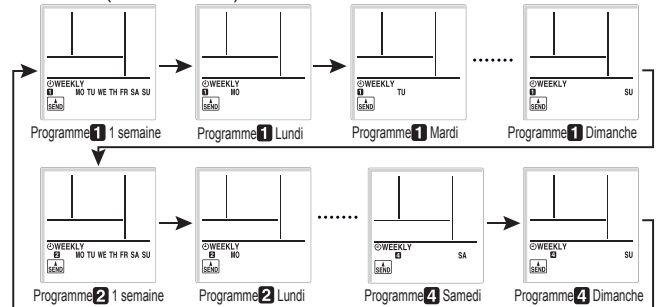 WEEKLY
1 MO TU WE TH FR SA SU
SEND
Programme 1 1 semaine
WEEKLY
1 MO
SEND
Programme 1 Lundi
WEEKLY
1 TU
SEND
Programme 1 Mardi
WEEKLY
1 SU
SEND
Programme 1 Dimanche
WEEKLY
2 MO TU WE TH FR SA SU
SEND
Programme 2 1 semaine
WEEKLY
2 MO
SEND
Programme 2 Lundi
WEEKLY
4 SA
SEND
Programme 4 Samedi
WEEKLY
4 SU
SEND
Programme 4 Dimanche